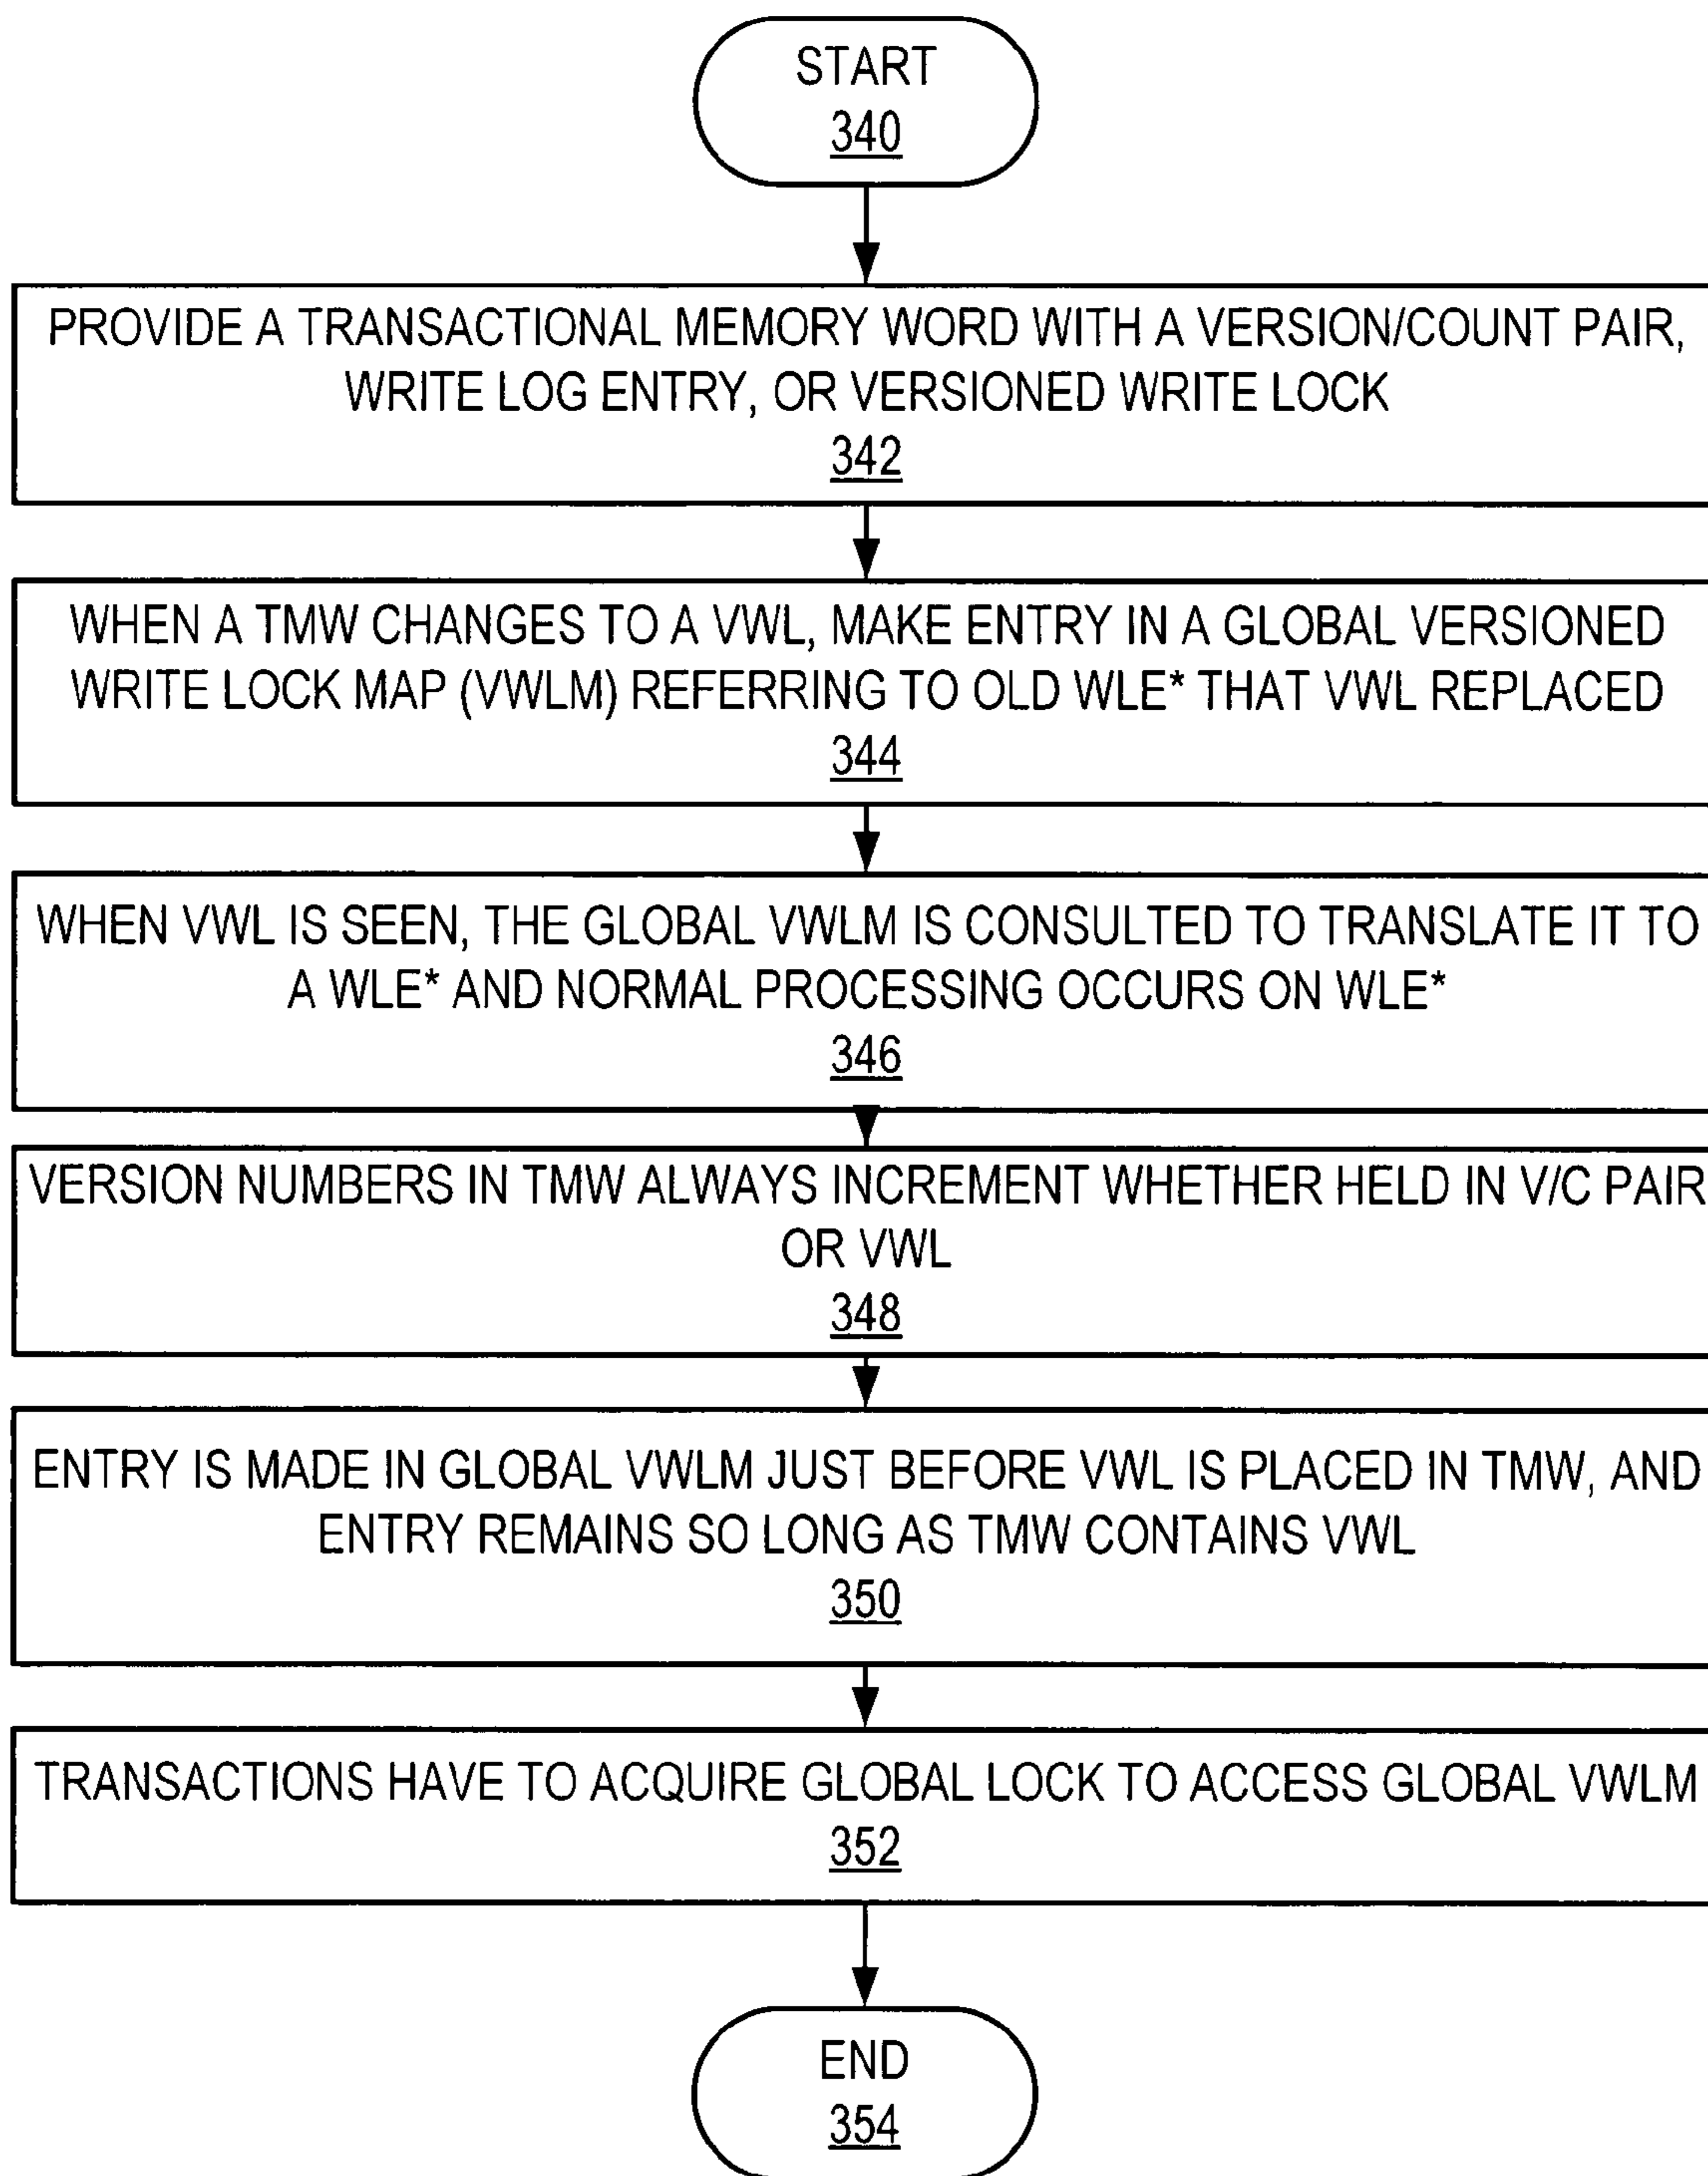 START
340
PROVIDE A TRANSACTIONAL MEMORY WORD WITH A VERSION/COUNT PAIR,
WRITE LOG ENTRY, OR VERSIONED WRITE LOCK
342
WHEN A TMW CHANGES TO A VWL, MAKE ENTRY IN A GLOBAL VERSIONED
WRITE LOCK MAP (VWLM) REFERRING TO OLD WLE* THAT VWL REPLACED
344
WHEN VWL IS SEEN, THE GLOBAL VWLM IS CONSULTED TO TRANSLATE IT TO
A WLE* AND NORMAL PROCESSING OCCURS ON WLE*
346
VERSION NUMBERS IN TMW ALWAYS INCREMENT WHETHER HELD IN V/C PAIR
OR VWL
348
ENTRY IS MADE IN GLOBAL VWLM JUST BEFORE VWL IS PLACED IN TMW, AND
ENTRY REMAINS SO LONG AS TMW CONTAINS VWL
350
TRANSACTIONS HAVE TO ACQUIRE GLOBAL LOCK TO ACCESS GLOBAL VWLM
352
END
354